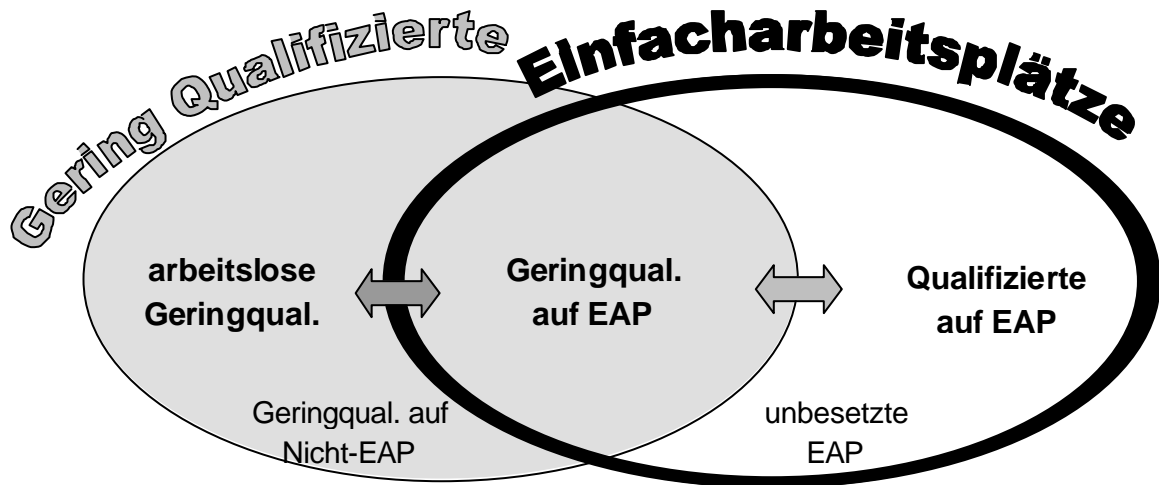 Gering Qualifizierte
Einfacharbeitsplätze
arbeitslose
Geringqual.
Geringqual.
auf EAP
Qualifizierte
auf EAP
Geringqual. auf
Nicht-EAP
unbesetzte
EAP